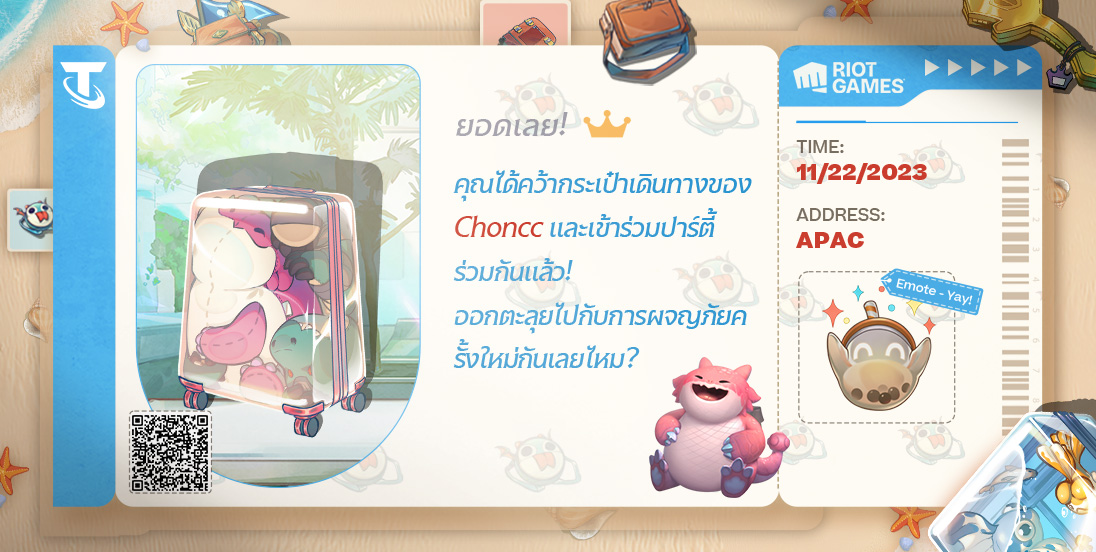 ยอดเลย!
คุณได้คว้ากระเป๋าเดินทางของ
Choncc และเข้าร่วมปาร์ตี้
ร่วมกันแล้ว!
ออกตะลุยไปกับการผจญภัยค
รั้งใหม่กันเลยไหม?
RIOT
GAMES
TIME:
11/22/2023
ADDRESS:
APAC
Emote - Yay!